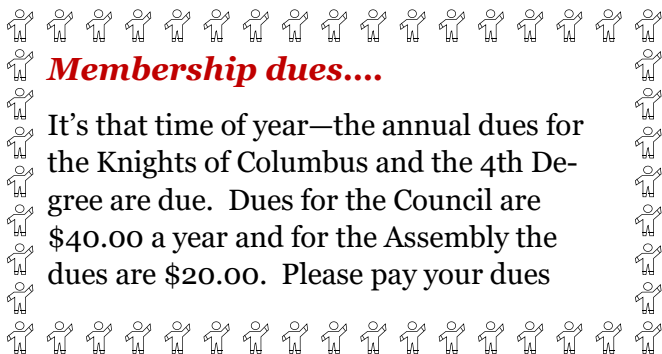 Membership dues....
It’s that time of year—the annual dues for
the Knights of Columbus and the 4th De-
gree are due.  Dues for the Council are
$40.00 a year and for the Assembly the
dues are $20.00.  Please pay your dues